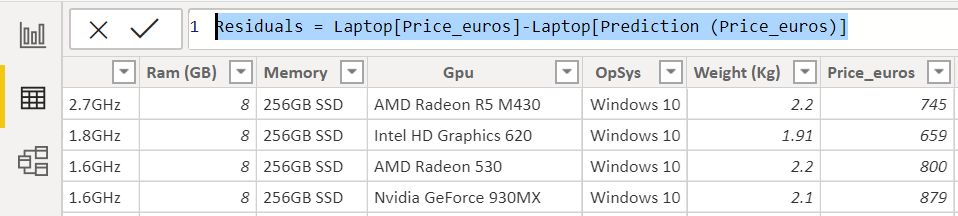 1 Residuals = Laptop[Price_euros]-Laptop[Prediction (Price_euros)]
Ram (GB) Memory Gpu OpSys Weight (Kg) Price_euros
2.7GHz 8 256GB SSD AMD Radeon R5 M430 Windows 10 2.2 745
1.8GHz 8 256GB SSD Intel HD Graphics 620 Windows 10 1.91 659
1.6GHz 8 256GB SSD AMD Radeon 530 Windows 10 2.2 800
1.6GHz 8 256GB SSD Nvidia GeForce 930MX Windows 10 2.1 879